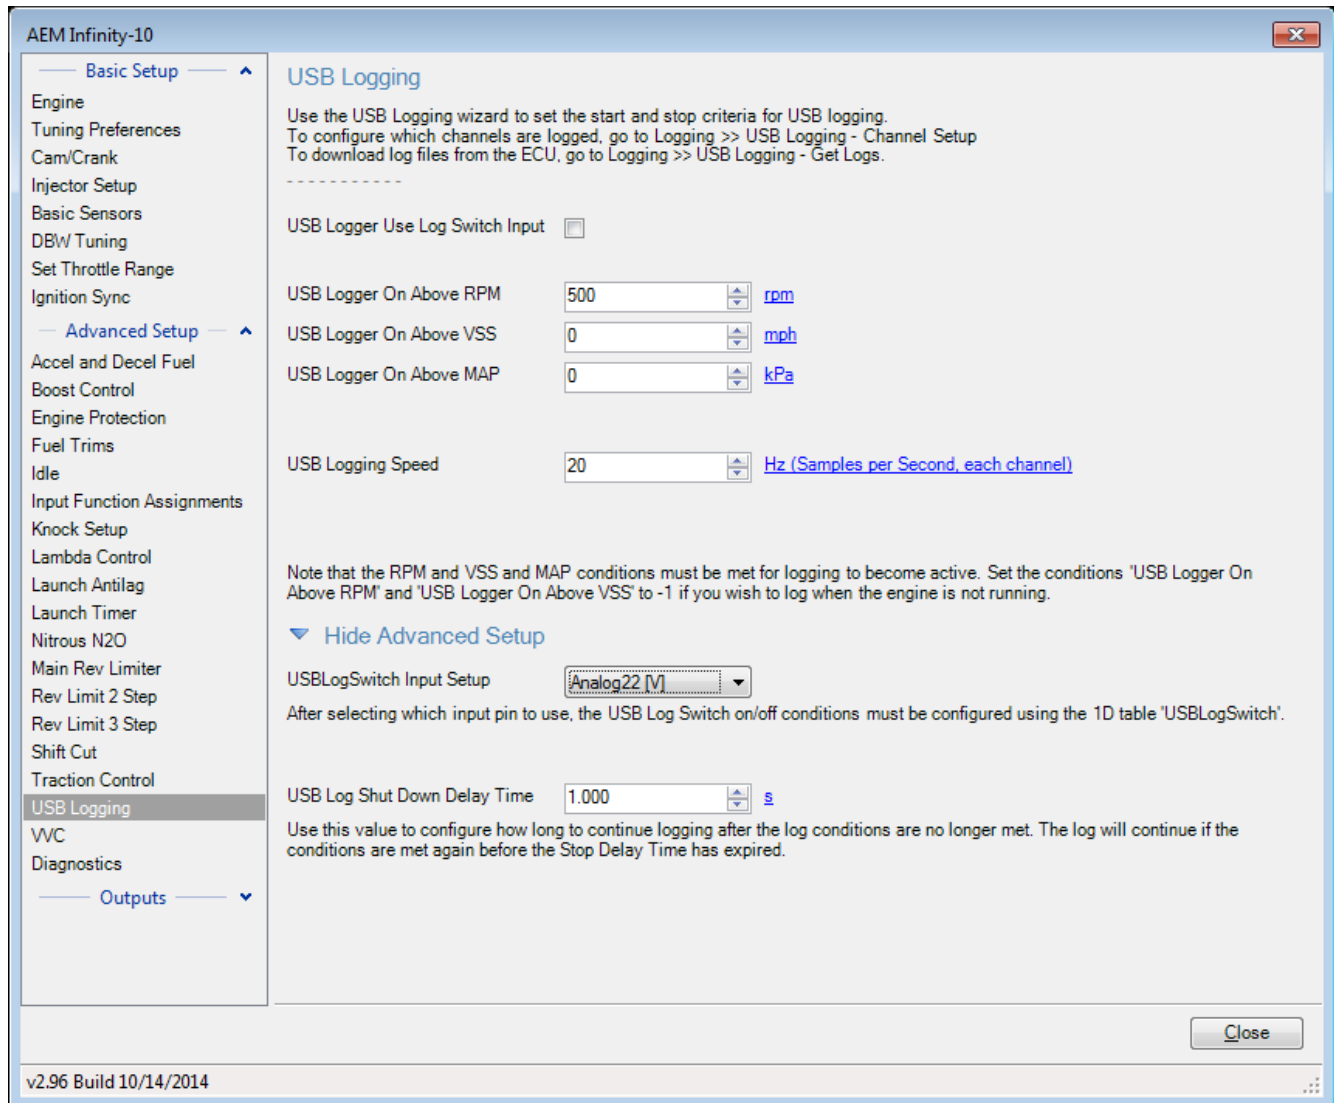 AEM Infinity-10
Basic Setup
Engine
Tuning Preferences
Cam/Crank
Injector Setup
Basic Sensors
DBW Tuning
Set Throttle Range
Ignition Sync
Advanced Setup
Accel and Decel Fuel
Boost Control
Engine Protection
Fuel Trims
Idle
Input Function Assignments
Knock Setup
Lambda Control
Launch Antilag
Launch Timer
Nitrous N2O
Main Rev Limiter
Rev Limit 2 Step
Rev Limit 3 Step
Shift Cut
Traction Control
USB Logging
VVC
Diagnostics
Outputs
USB Logging
Use the USB Logging wizard to set the start and stop criteria for USB logging.
To configure which channels are logged, go to Logging >> USB Logging - Channel Setup
To download log files from the ECU, go to Logging >> USB Logging - Get Logs.
- - - - - - - - - - -
USB Logger Use Log Switch Input
USB Logger On Above RPM 500 rpm
USB Logger On Above VSS 0 mph
USB Logger On Above MAP 0 kPa
USB Logging Speed 20 Hz (Samples per Second, each channel)
Note that the RPM and VSS and MAP conditions must be met for logging to become active. Set the conditions 'USB Logger On
Above RPM' and 'USB Logger On Above VSS' to -1 if you wish to log when the engine is not running.
Hide Advanced Setup
USBLogSwitch Input Setup Analog22 [V]
After selecting which input pin to use, the USB Log Switch on/off conditions must be configured using the 1D table 'USBLogSwitch'.
USB Log Shut Down Delay Time 1.000 s
Use this value to configure how long to continue logging after the log conditions are no longer met. The log will continue if the
conditions are met again before the Stop Delay Time has expired.
Close
v2.96 Build 10/14/2014